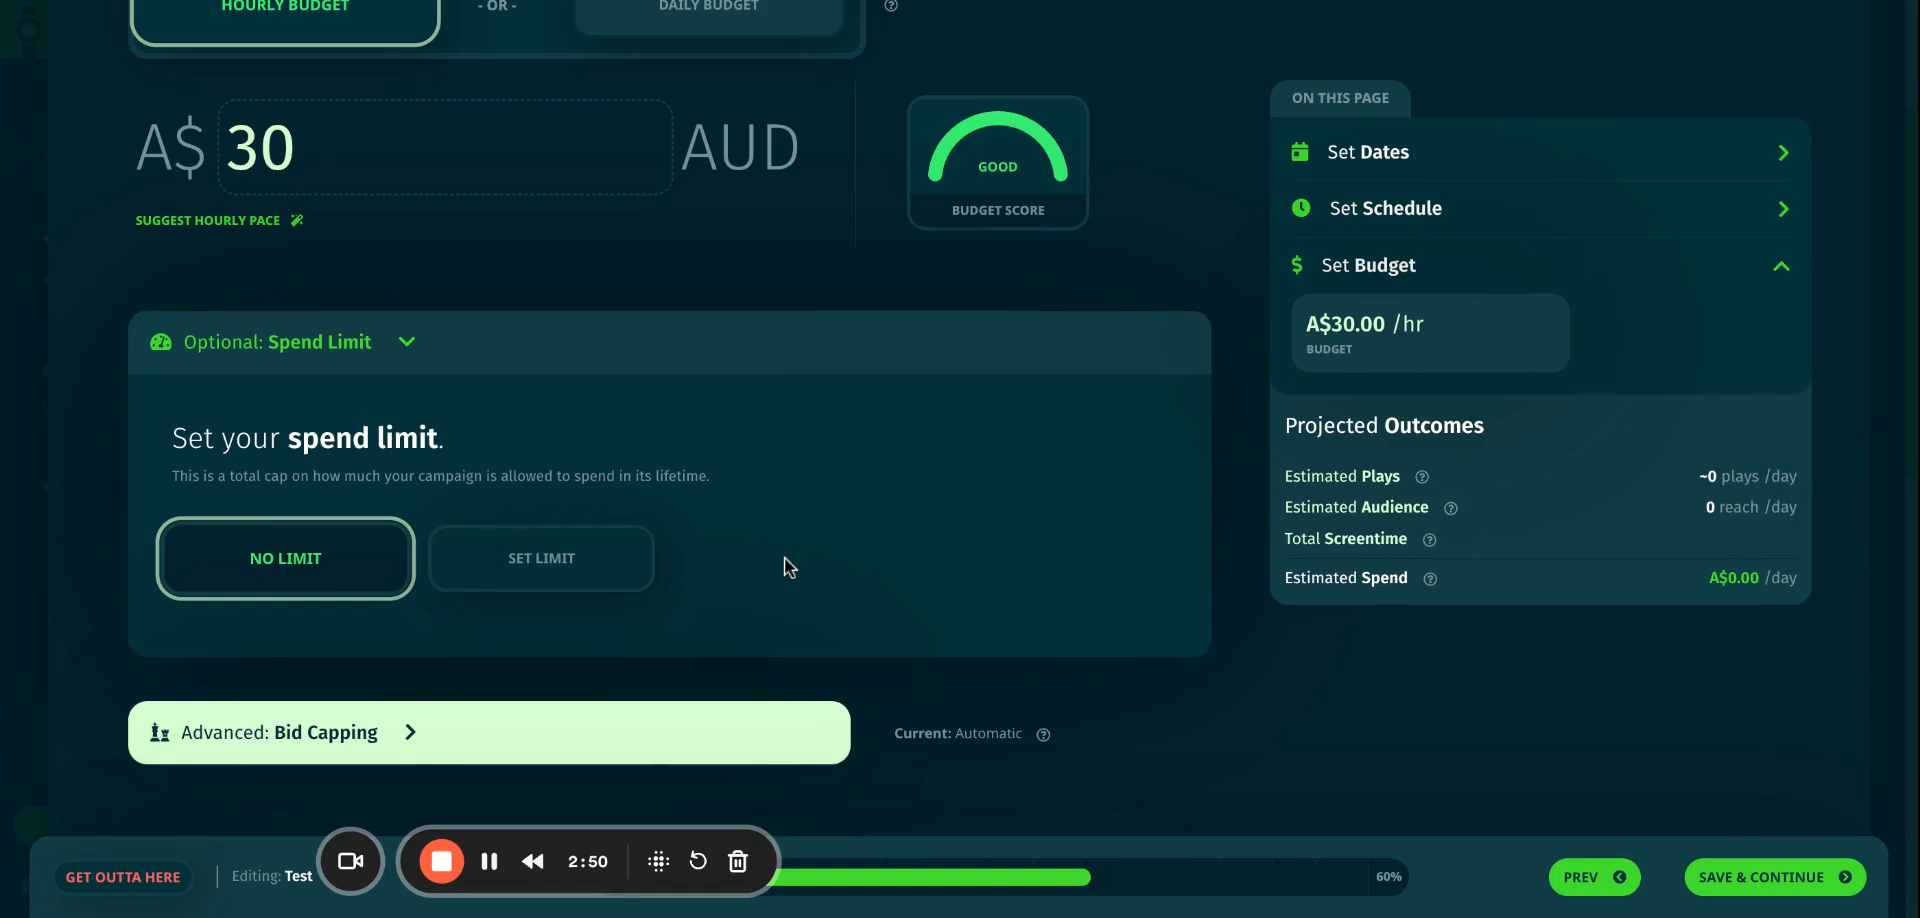 HOURLY BUDGET
- OR -
DAILY BUDGET
A$ 30 AUD
SUGGEST HOURLY PACE
GOOD
BUDGET SCORE
Optional: Spend Limit
Set your spend limit.
This is a total cap on how much your campaign is allowed to spend in its lifetime.
NO LIMIT
SET LIMIT
Advanced: Bid Capping
Current: Automatic
ON THIS PAGE
Set Dates
Set Schedule
Set Budget
A$30.00 /hr
BUDGET
Projected Outcomes
Estimated Plays ~0 plays /day
Estimated Audience 0 reach /day
Total Screentime
Estimated Spend A$0.00 /day
GET OUTTA HERE
Editing: Test
2:50
60%
PREV
SAVE & CONTINUE